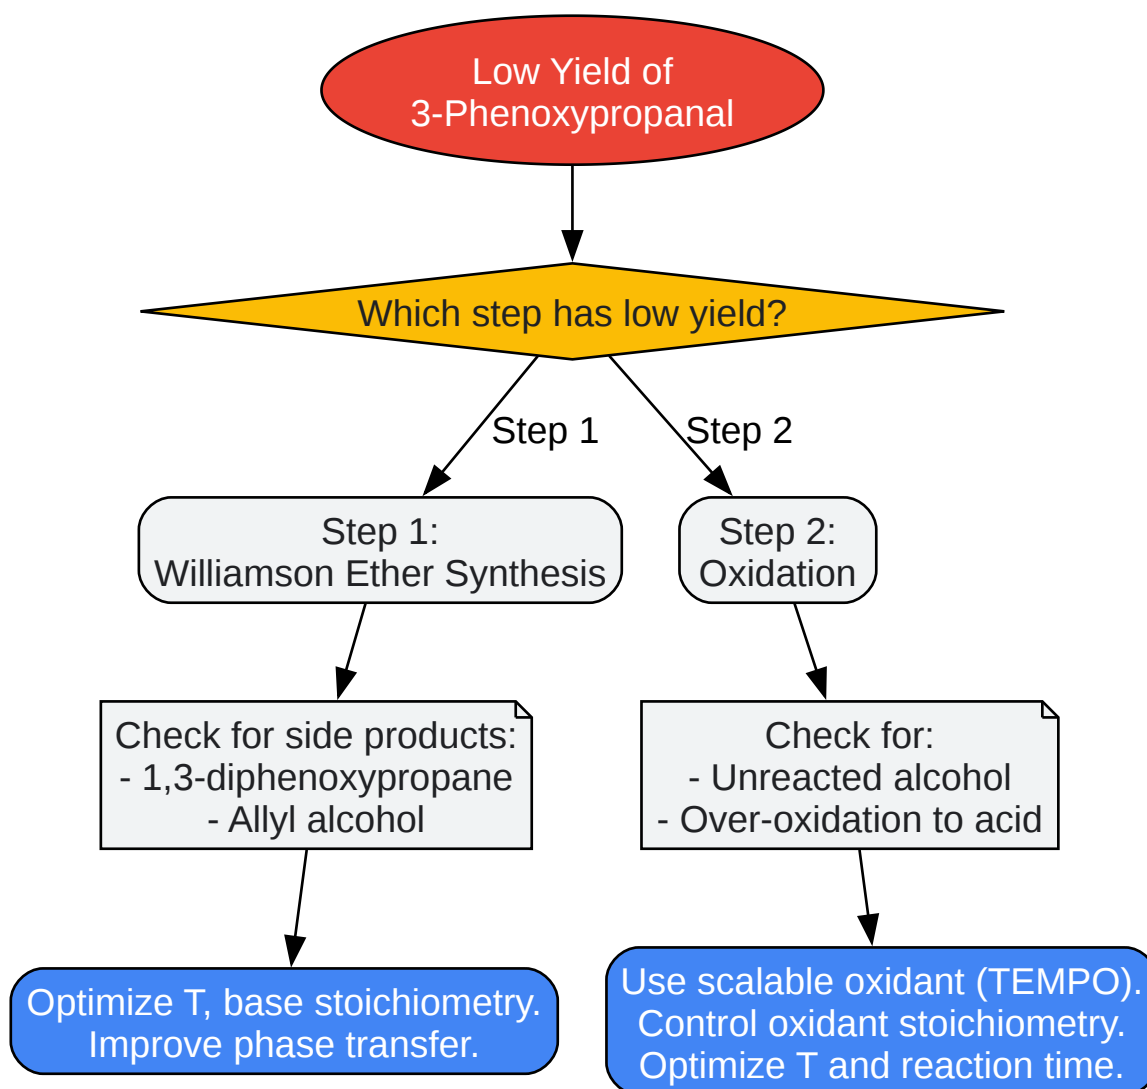 Low Yield of
3-Phenoxypropanal
Which step has low yield?
Step 1
Step 2
Step 1:
Williamson Ether Synthesis
Step 2:
Oxidation
Check for side products:
- 1,3-diphenoxypropane
- Allyl alcohol
Check for:
- Unreacted alcohol
- Over-oxidation to acid
Optimize T, base stoichiometry.
Improve phase transfer.
Use scalable oxidant (TEMPO).
Control oxidant stoichiometry.
Optimize T and reaction time.